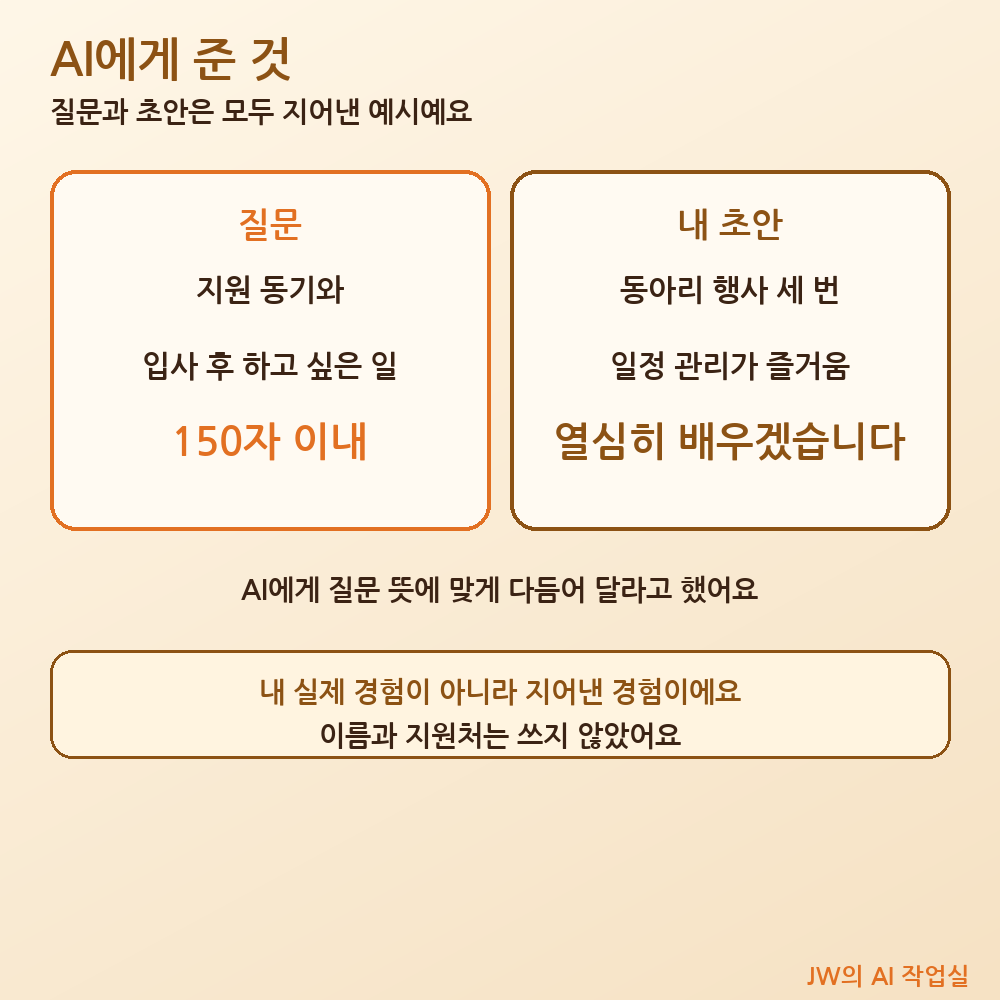 AI에게 준 것
질문과 초안은 모두 지어낸 예시예요
질문
지원 동기와
입사 후 하고 싶은 일
150자 이내
내 초안
동아리 행사 세 번
일정 관리가 즐거움
열심히 배우겠습니다
AI에게 질문 뜻에 맞게 다듬어 달라고 했어요
내 실제 경험이 아니라 지어낸 경험이에요
이름과 지원처는 쓰지 않았어요
JW의 AI 작업실